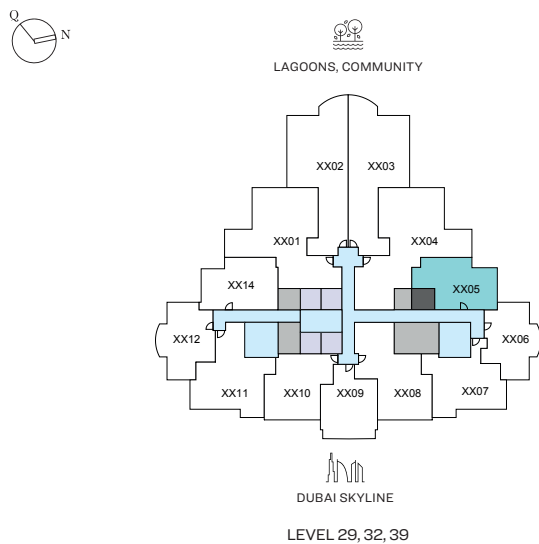 Q
N
LAGOONS, COMMUNITY
XX02 XX03
XX01 XX04
XX14 XX05
XX12 XX06
XX11 XX10 XX09 XX08 XX07
DUBAI SKYLINE
LEVEL 29, 32, 39